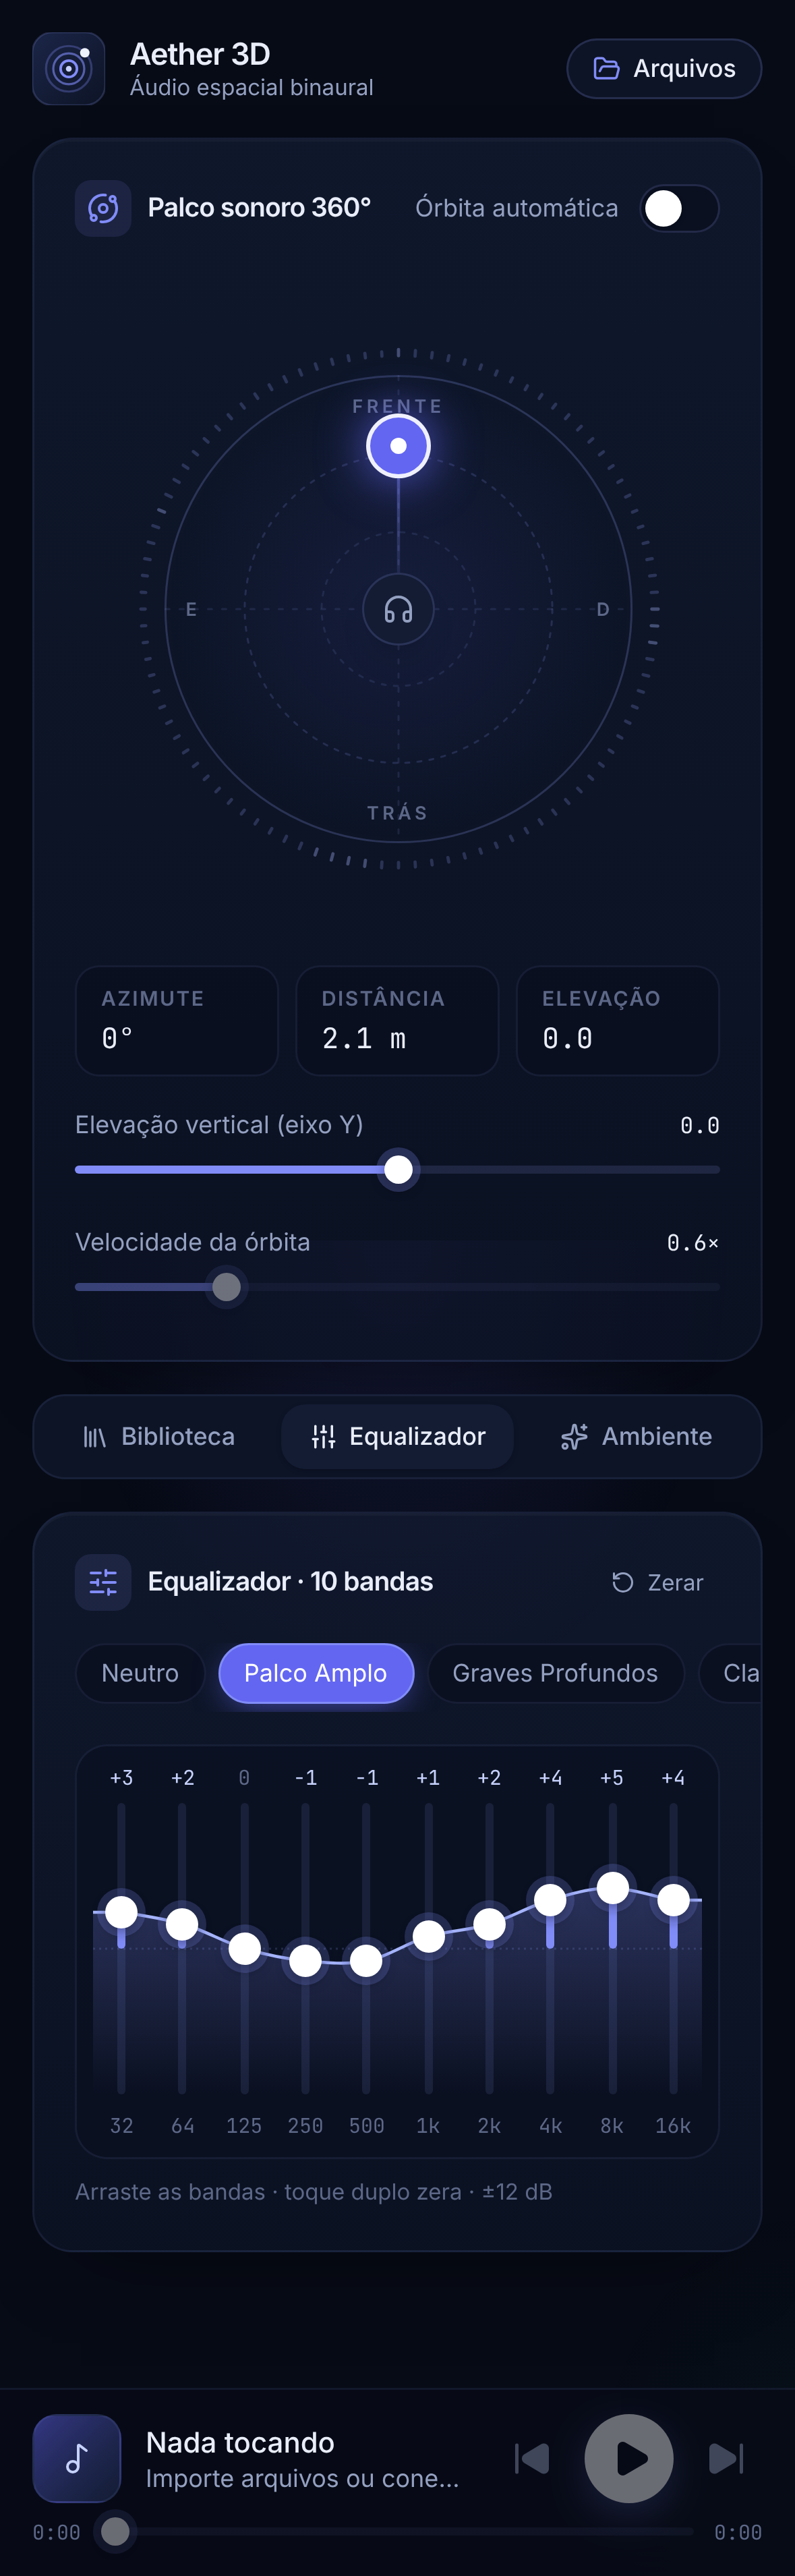 Aether 3D
Áudio espacial binaural
Arquivos
Palco sonoro 360°
Órbita automática
FRENTE
E
D
TRÁS
AZIMUTE
0°
DISTÂNCIA
2.1 m
ELEVAÇÃO
0.0
Elevação vertical (eixo Y)
0.0
Velocidade da órbita
0.6×
Biblioteca
Equalizador
Ambiente
Equalizador · 10 bandas
Zerar
Neutro
Palco Amplo
Graves Profundos
Cla
+3 +2 0 -1 -1 +1 +2 +4 +5 +4
32 64 125 250 500 1k 2k 4k 8k 16k
Arraste as bandas · toque duplo zera · ±12 dB
Nada tocando
Importe arquivos ou cone...
0:00
0:00